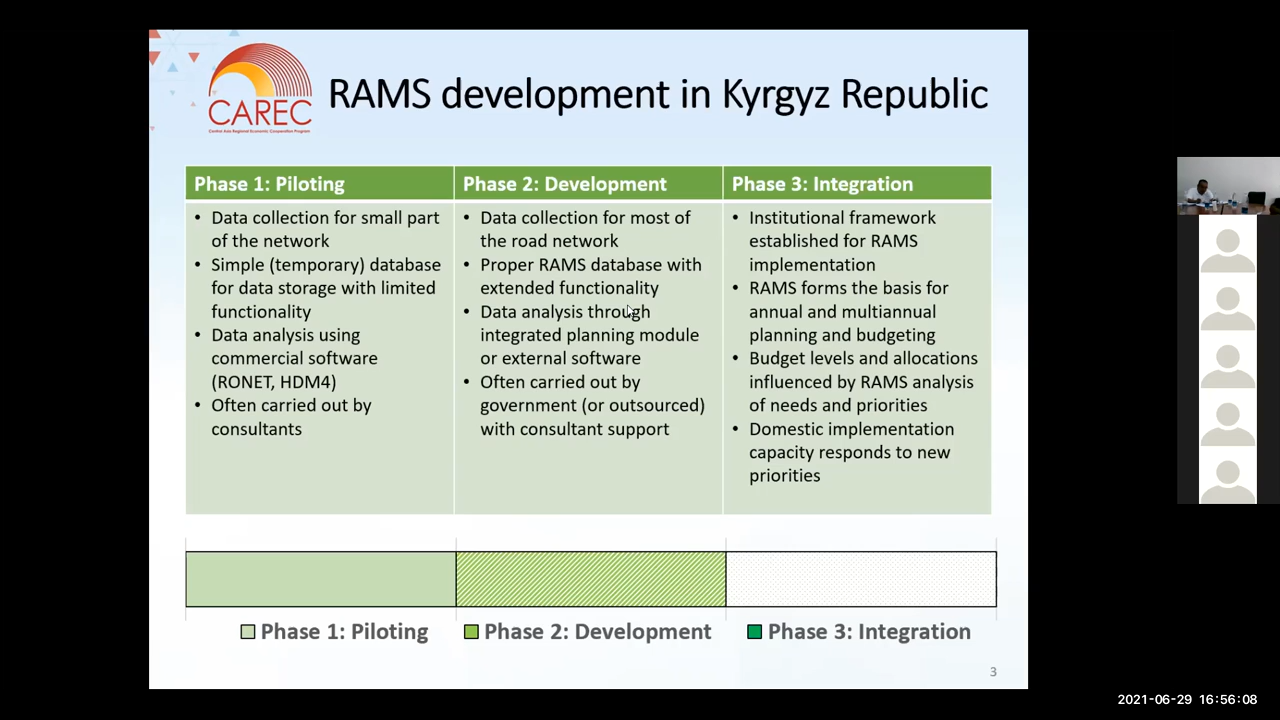 CAREC
Central Asia Regional Economic Cooperation Program
RAMS development in Kyrgyz Republic
Phase 1: Piloting
• Data collection for small part
of the network
• Simple (temporary) database
for data storage with limited
functionality
• Data analysis using
commercial software
(RONET, HDM4)
• Often carried out by
consultants
Phase 2: Development
• Data collection for most of
the road network
• Proper RAMS database with
extended functionality
• Data analysis through
integrated planning module
or external software
• Often carried out by
government (or outsourced)
with consultant support
Phase 3: Integration
• Institutional framework
established for RAMS
implementation
• RAMS forms the basis for
annual and multiannual
planning and budgeting
• Budget levels and allocations
influenced by RAMS analysis
of needs and priorities
• Domestic implementation
capacity responds to new
priorities
Phase 1: Piloting
Phase 2: Development
Phase 3: Integration
3
2021-06-29 16:56:08